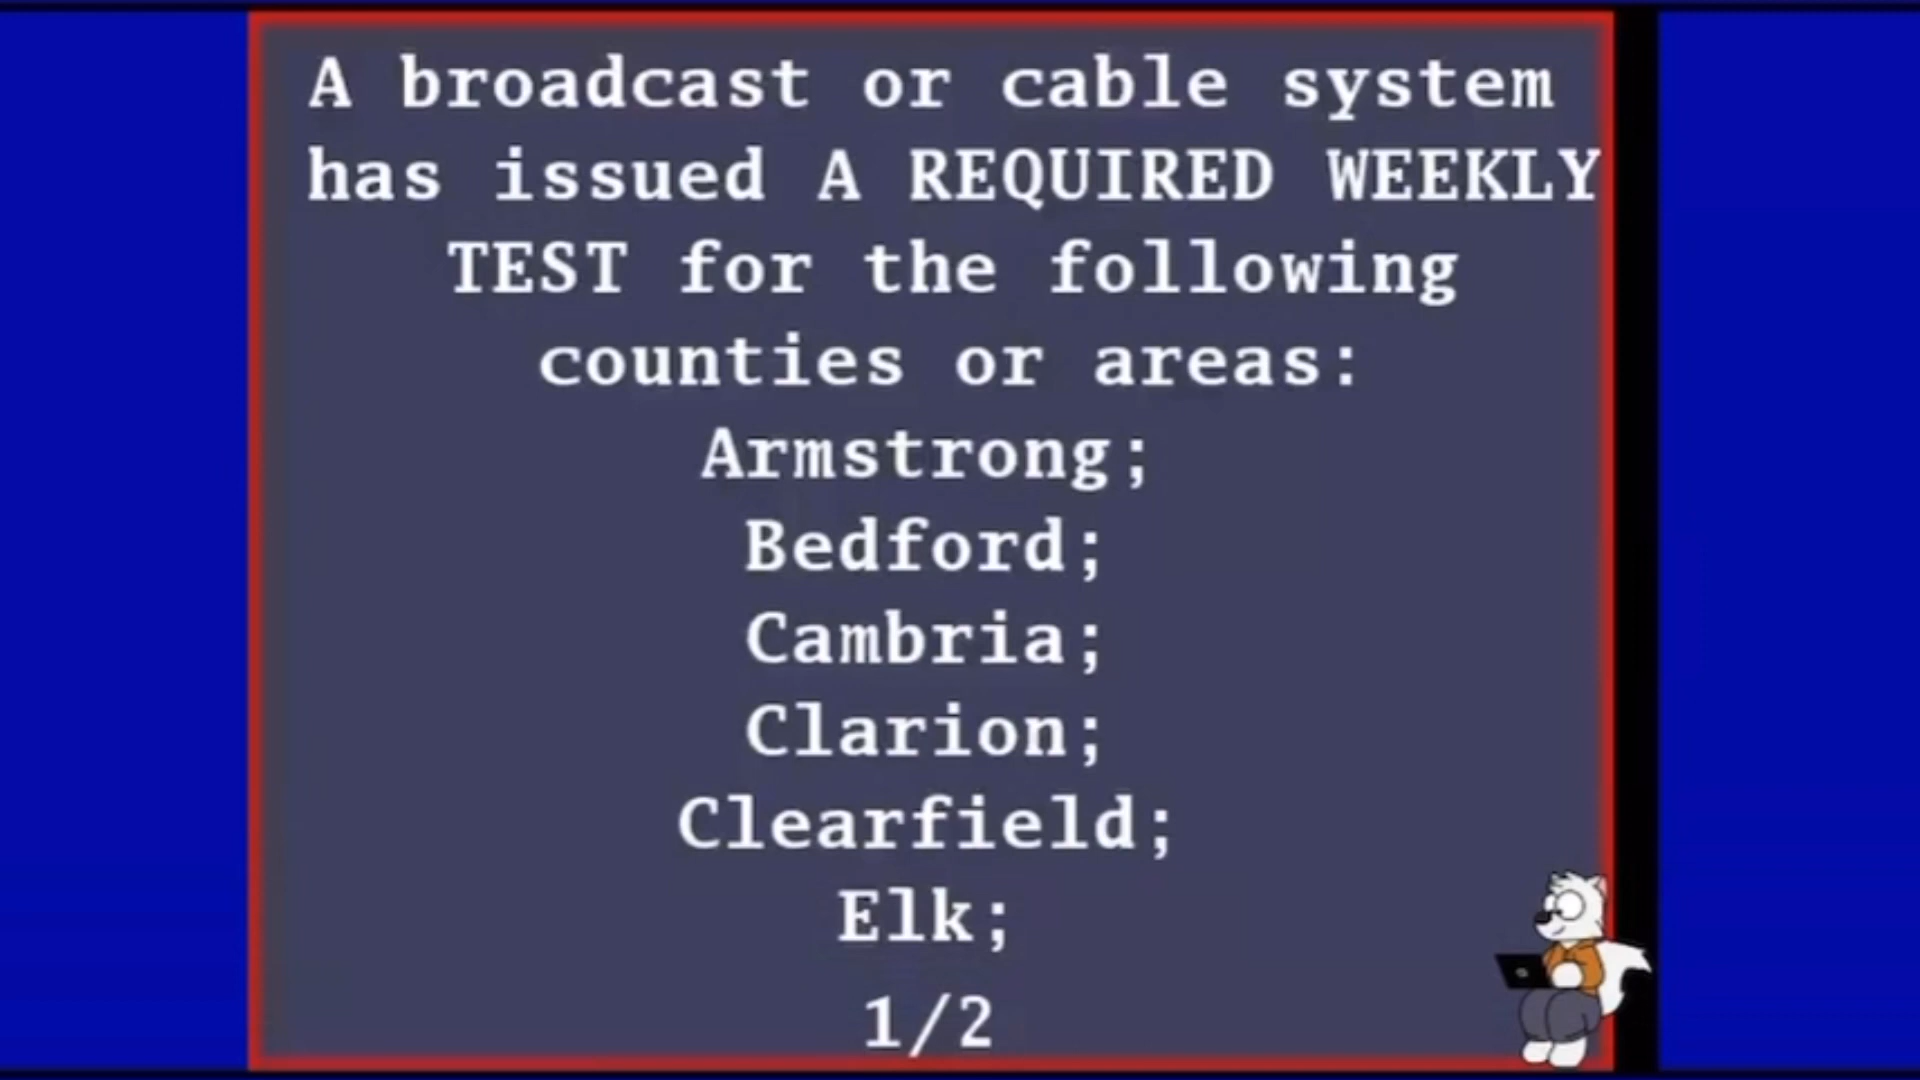 A broadcast or cable system
has issued A REQUIRED WEEKLY
TEST for the following
counties or areas:
Armstrong;
Bedford;
Cambria;
Clarion;
Clearfield;
Elk;
1/2